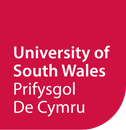 University of
South Wales
Prifysgol
De Cymru